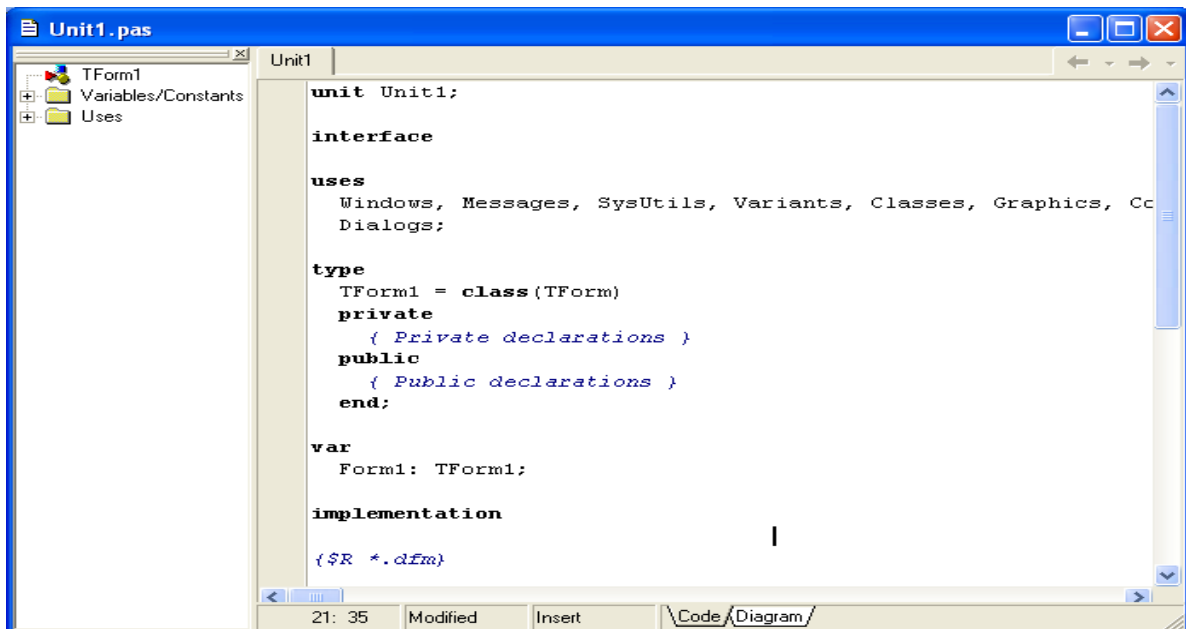 Unit1.pas
TForm1
Variables/Constants
Uses
Unit1
unit Unit1;
interface
uses
Windows, Messages, SysUtils, Variants, Classes, Graphics, Cc
Dialogs;
type
TForm1 = class(TForm)
private
{ Private declarations }
public
{ Public declarations }
end;
var
Form1: TForm1;
implementation
{$R *.dfm}
21: 35 Modified Insert Code Diagram